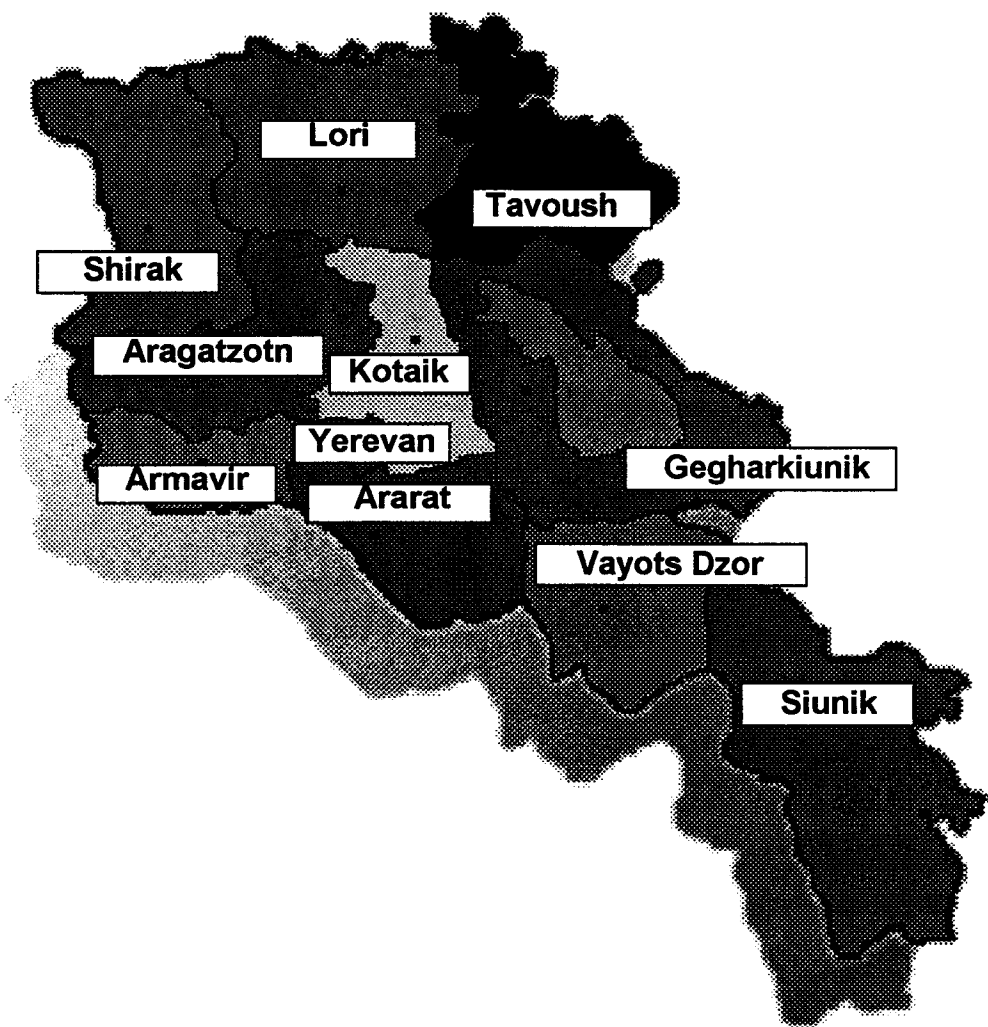 Lori
Tavoush
Shirak
Aragatzotn
Kotaik
Yerevan
Gegharkiunik
Armavir
Ararat
Vayots Dzor
Siunik